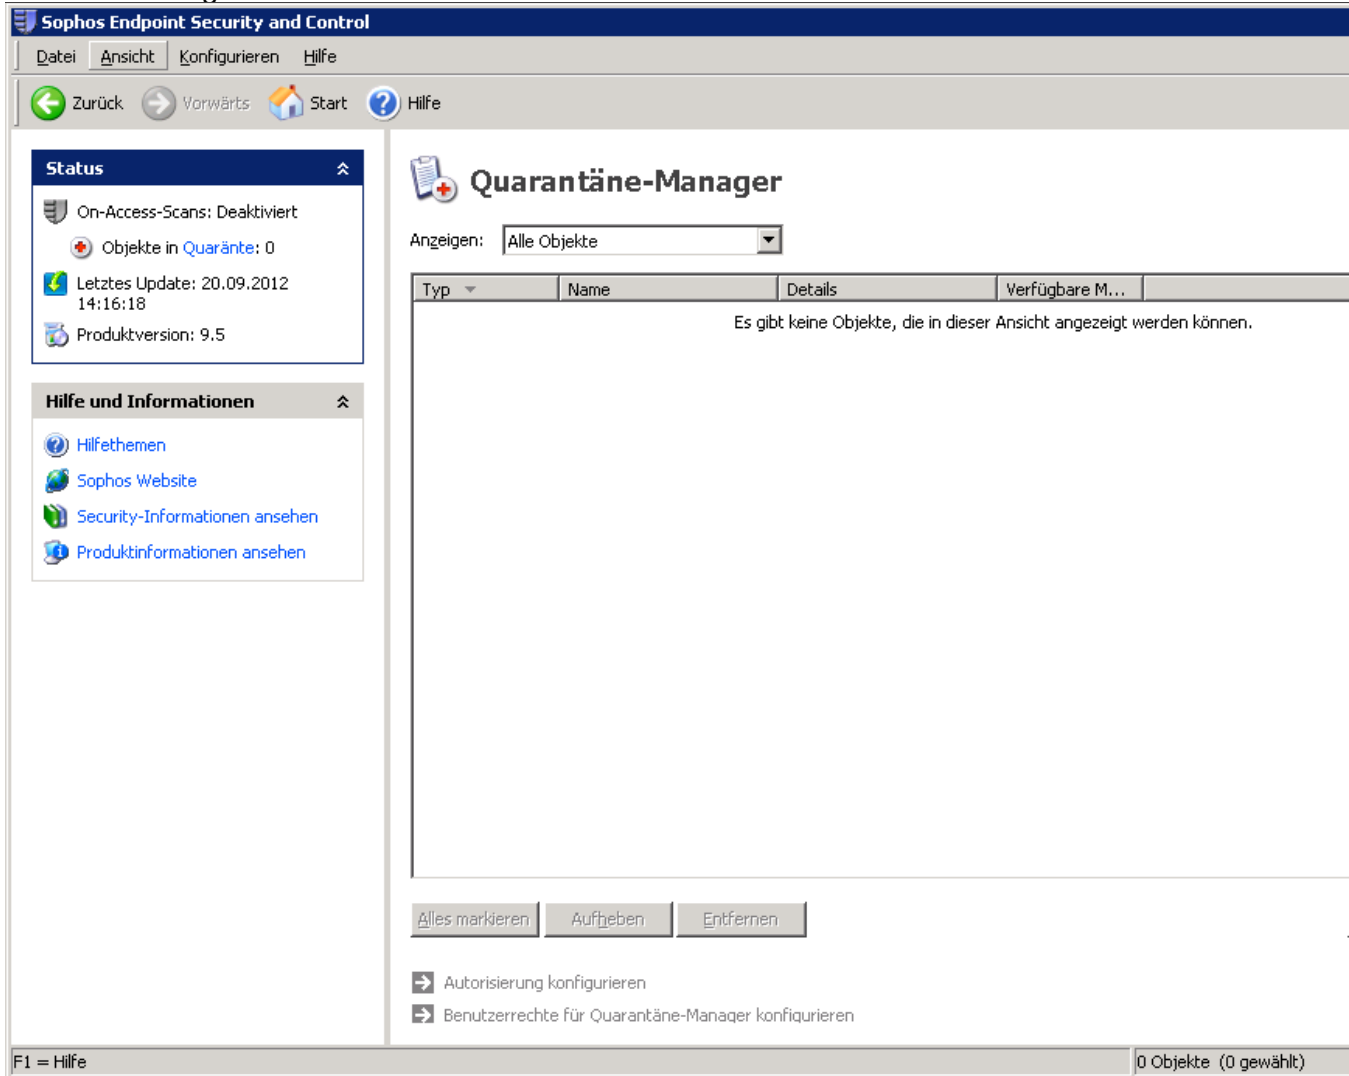 Sophos Endpoint Security and Control
Datei Ansicht Konfigurieren Hilfe
Zurück Vorwärts Start Hilfe
Status
On-Access-Scans: Deaktiviert
Objekte in Quaränte: 0
Letztes Update: 20.09.2012
14:16:18
Produktversion: 9.5
Hilfe und Informationen
Hilfethemen
Sophos Website
Security-Informationen ansehen
Produktinformationen ansehen
Quarantäne-Manager
Anzeigen: Alle Objekte
Typ Name Details Verfügbare M...
Es gibt keine Objekte, die in dieser Ansicht angezeigt werden können.
Alles markieren Aufheben Entfernen
Autorisierung konfigurieren
Benutzerrechte für Quarantäne-Manager konfigurieren
F1 = Hilfe 0 Objekte (0 gewählt)